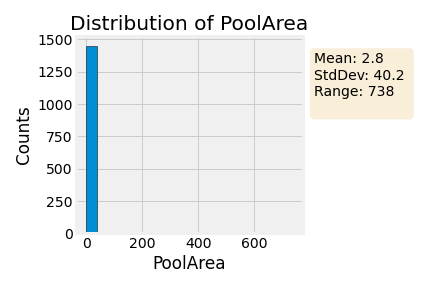 Distribution of PoolArea
1500
1250
1000
750
500
250
0
Counts
0 200 400 600
PoolArea
Mean: 2.8
StdDev: 40.2
Range: 738